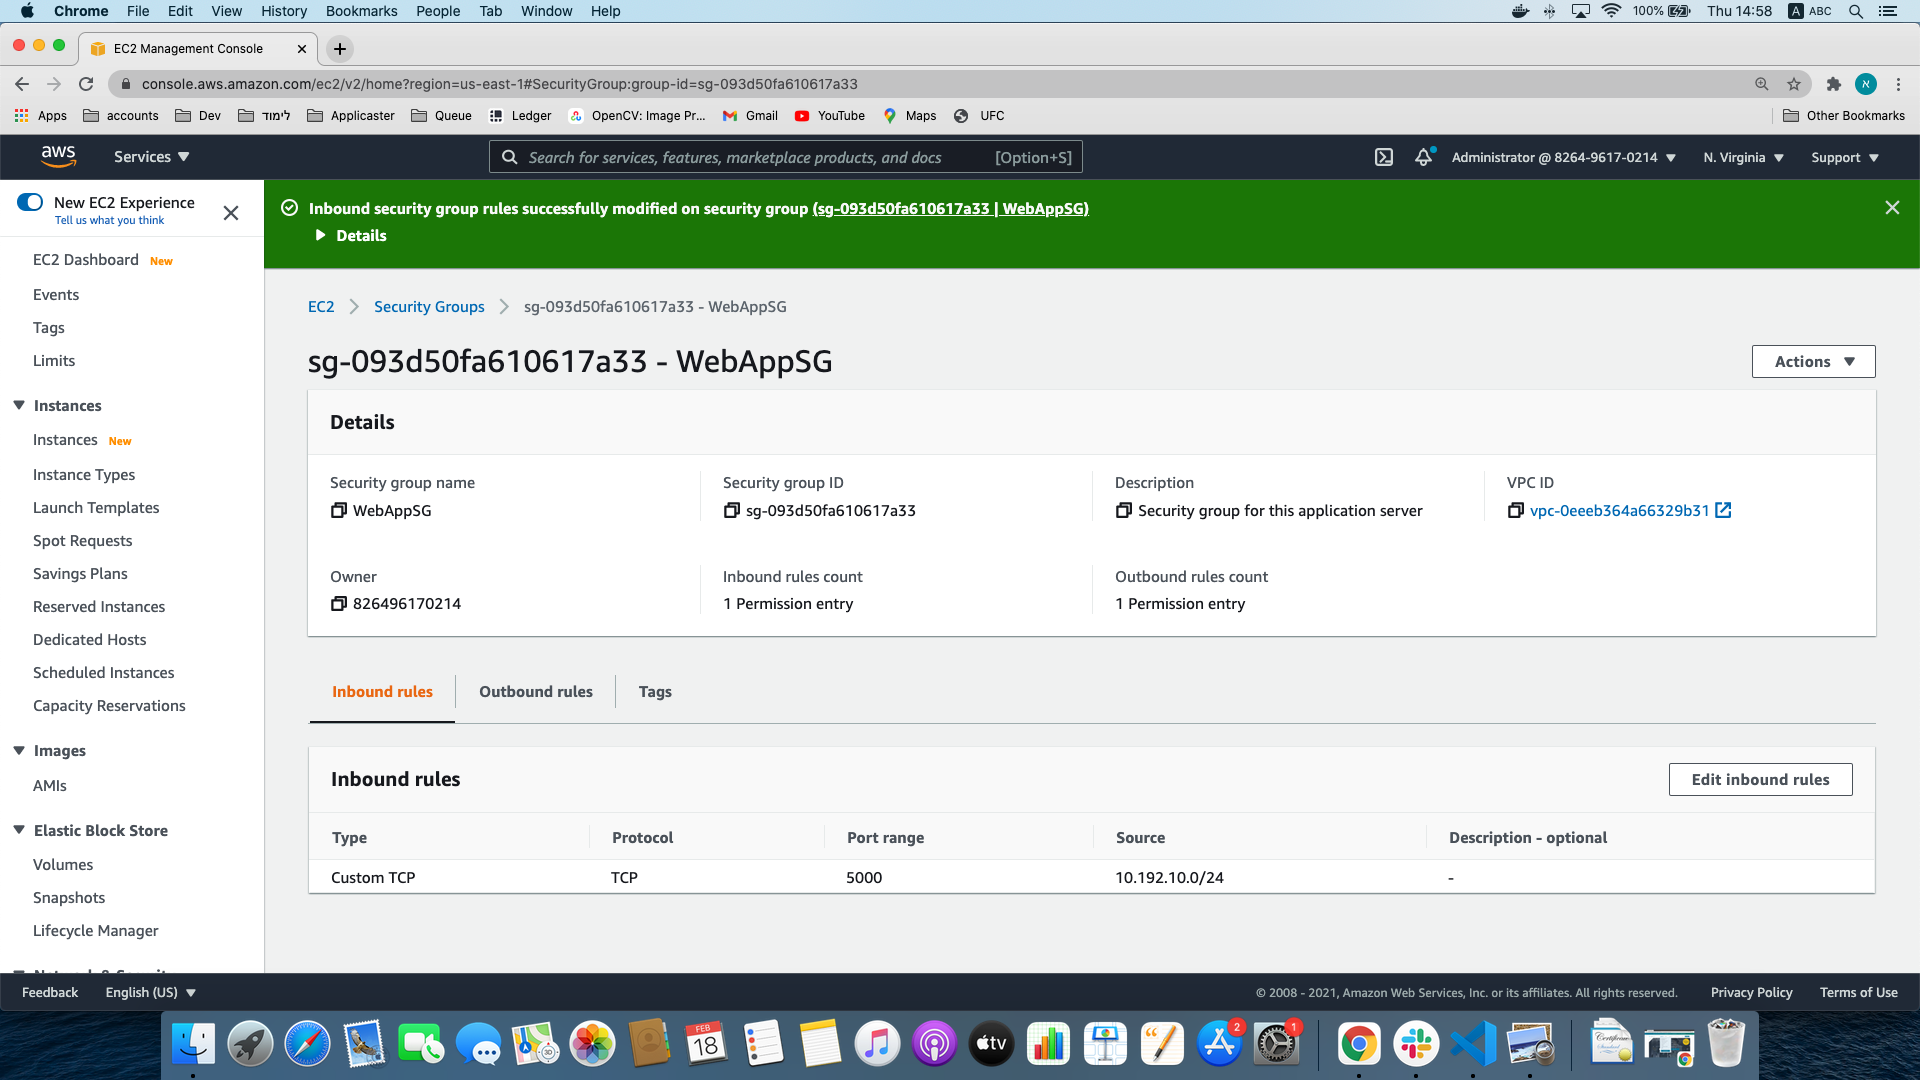 Chrome File Edit View History Bookmarks People Tab Window Help 100% Thu 14:58 A ABC
EC2 Management Console
console.aws.amazon.com/ec2/v2/home?region=us-east-1#SecurityGroup:group-id=sg-093d50fa610617a33 א
Apps accounts Dev לימוד Applicaster Queue Ledger OpenCV: Image Pr... Gmail YouTube Maps UFC Other Bookmarks
aws Services Search for services, features, marketplace products, and docs [Option+S] Administrator @ 8264-9617-0214 N. Virginia Support
New EC2 Experience
Tell us what you think
EC2 Dashboard New
Events
Tags
Limits
Instances
Instances New
Instance Types
Launch Templates
Spot Requests
Savings Plans
Reserved Instances
Dedicated Hosts
Scheduled Instances
Capacity Reservations
Images
AMIs
Elastic Block Store
Volumes
Snapshots
Lifecycle Manager
Inbound security group rules successfully modified on security group (sg-093d50fa610617a33 | WebAppSG)
Details
EC2 Security Groups sg-093d50fa610617a33 - WebAppSG
sg-093d50fa610617a33 - WebAppSG
Actions
Details
Security group name Security group ID Description VPC ID
WebAppSG sg-093d50fa610617a33 Security group for this application server vpc-0eeeb364a66329b31
Owner Inbound rules count Outbound rules count
826496170214 1 Permission entry 1 Permission entry
Inbound rules Outbound rules Tags
Inbound rules
Edit inbound rules
Type Protocol Port range Source Description - optional
Custom TCP TCP 5000 10.192.10.0/24 -
Feedback English (US) © 2008 - 2021, Amazon Web Services, Inc. or its affiliates. All rights reserved. Privacy Policy Terms of Use
3D FEB 18 tv 2 1